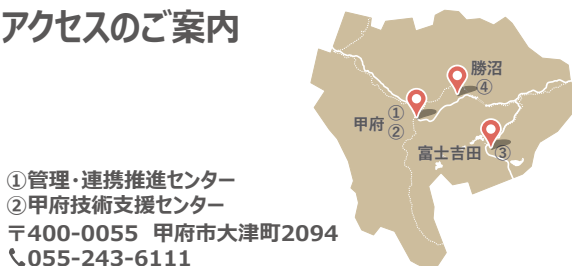 アクセスのご案内
勝沼
④
甲府
①
②
富士吉田 ③
①管理・連携推進センター
②甲府技術支援センター
〒400-0055 甲府市大津町2094
055-243-6111